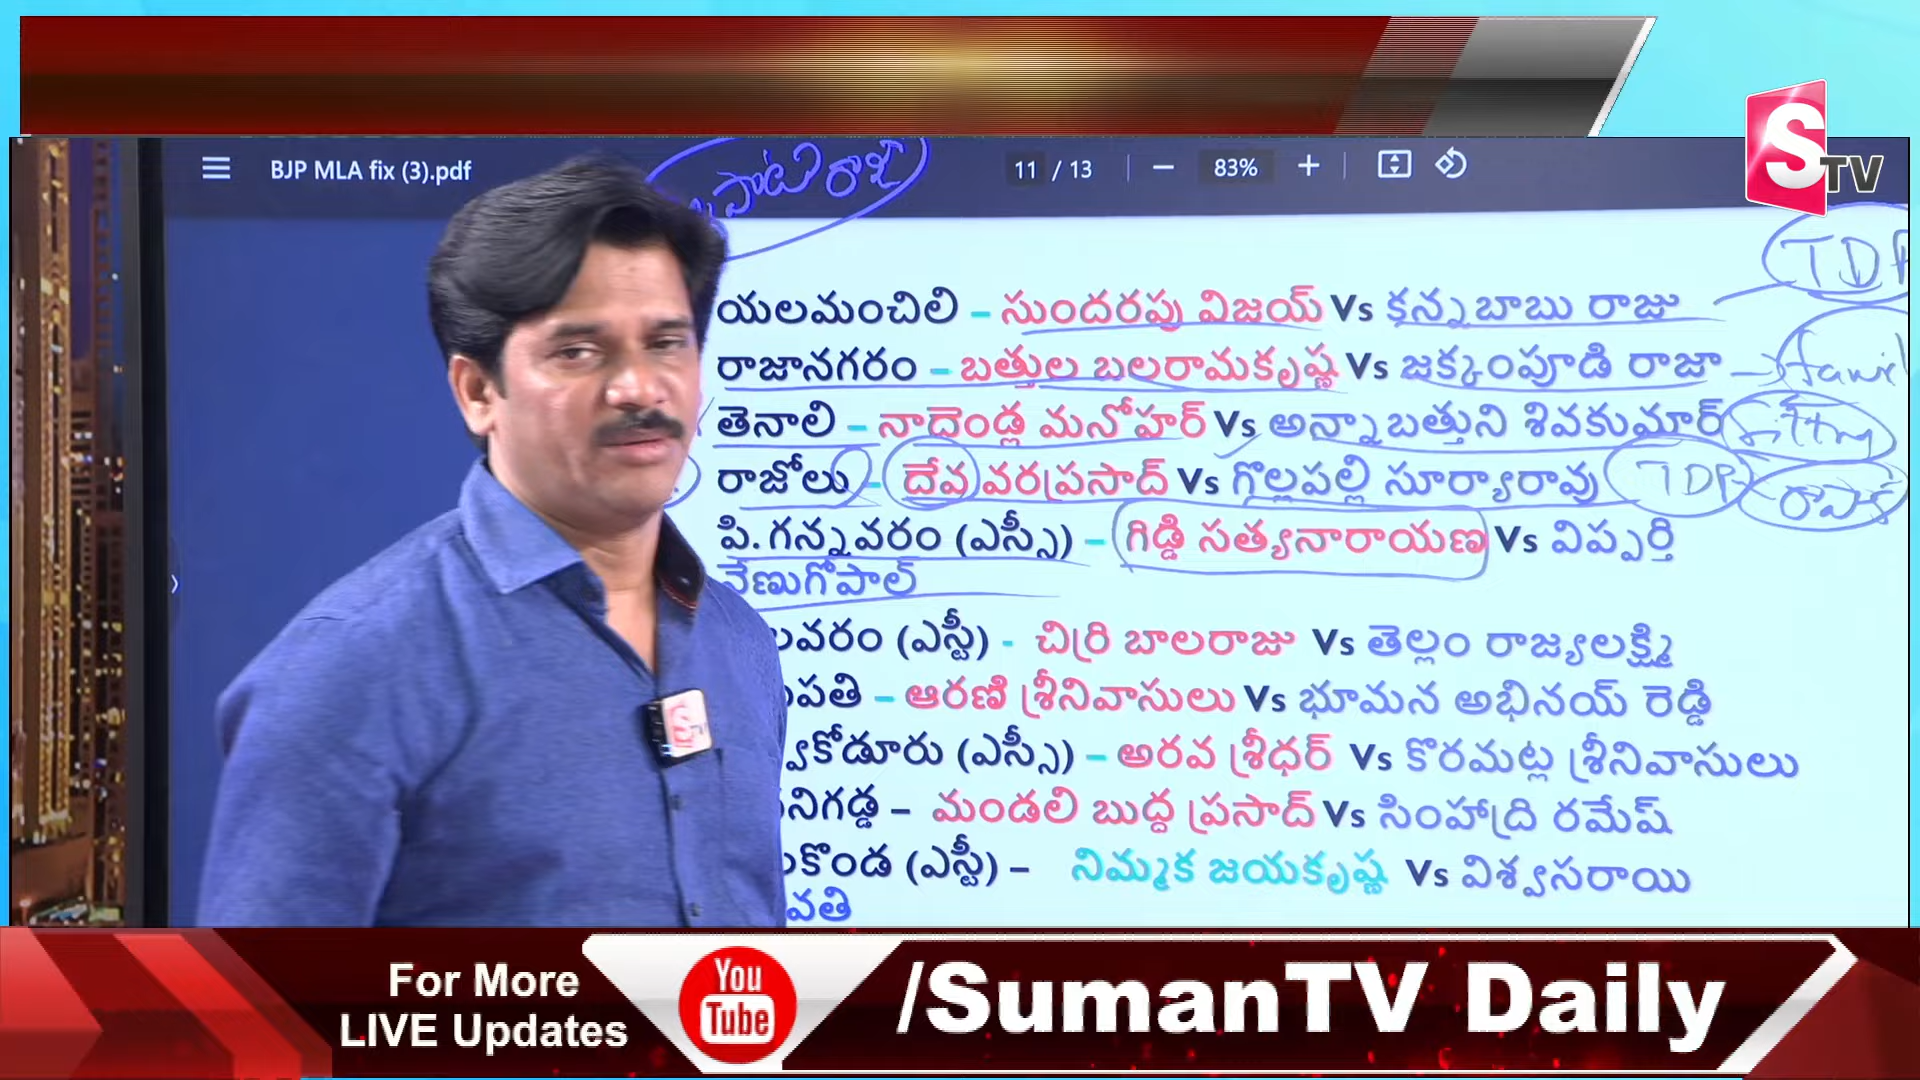 S TV
BJP MLA fix (3).pdf 11 / 13 83%
TDP
యలమంచిలి – సుందరపు విజయ్ Vs కన్నబాబు రాజు
రాజానగరం – బత్తుల బలరామకృష్ణ Vs జక్కంపూడి రాజా
తెనాలి – నాదెండ్ల మనోహర్ Vs అన్నాబత్తుని శివకుమార్ Sitting
రాజోలు – దేవ వరప్రసాద్ Vs గొల్లపల్లి సూర్యారావు TDP
పి.గన్నవరం (ఎస్సీ) – గిడ్డి సత్యనారాయణ Vs విప్పర్తి
వేణుగోపాల్
లవరం (ఎస్టీ) - చిర్రి బాలరాజు Vs తెల్లం రాజ్యలక్ష్మి
పతి – ఆరణి శ్రీనివాసులు Vs భూమన అభినయ్ రెడ్డి
కోడూరు (ఎస్సీ) – అరవ శ్రీధర్ Vs కొరముట్ల శ్రీనివాసులు
నిగడ్డ – మండలి బుద్ధ ప్రసాద్ Vs సింహాద్రి రమేష్
కొండ (ఎస్టీ) – నిమ్మక జయకృష్ణ Vs విశ్వసరాయి
వతి
For More
LIVE Updates
You
Tube
/SumanTV Daily